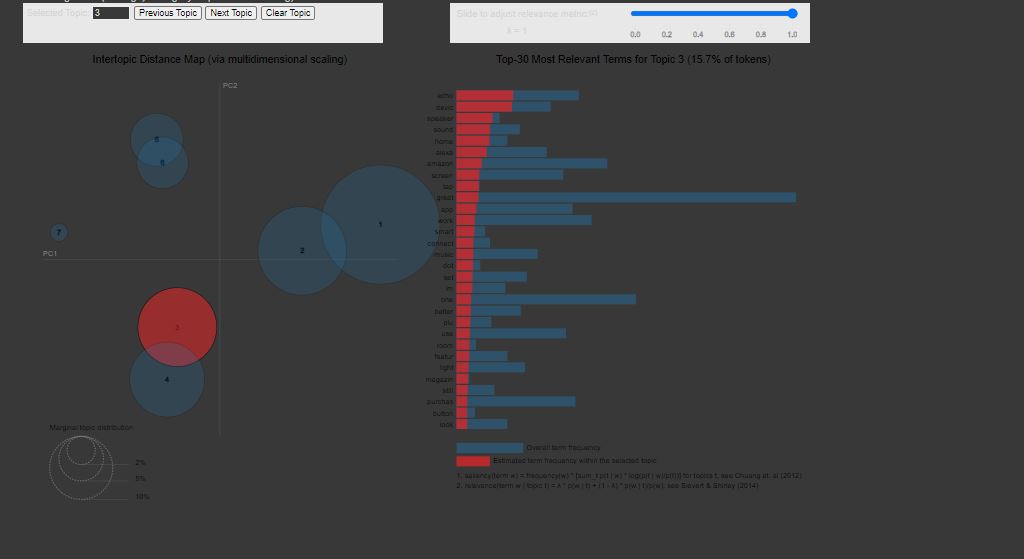 Selected Topic: 3 Previous Topic Next Topic Clear Topic
Slide to adjust relevance metric:(2)
λ = 1
0.0 0.2 0.4 0.6 0.8 1.0
Intertopic Distance Map (via multidimensional scaling)
PC2
PC1
5
6
7
1
2
3
4
Marginal topic distribution
2%
5%
10%
Top-30 Most Relevant Terms for Topic 3 (15.7% of tokens)
echo
devic
speaker
sound
home
alexa
amazon
screen
tap
great
app
work
smart
connect
music
dot
set
im
one
better
plu
use
room
featur
light
magazin
still
purchas
button
look
Overall term frequency
Estimated term frequency within the selected topic
1. saliency(term w) = frequency(w) * [sum_t p(t | w) * log(p(t | w)/p(t))] for topics t; see Chuang et. al (2012)
2. relevance(term w | topic t) = λ * p(w | t) + (1 - λ) * p(w | t)/p(w); see Sievert & Shirley (2014)